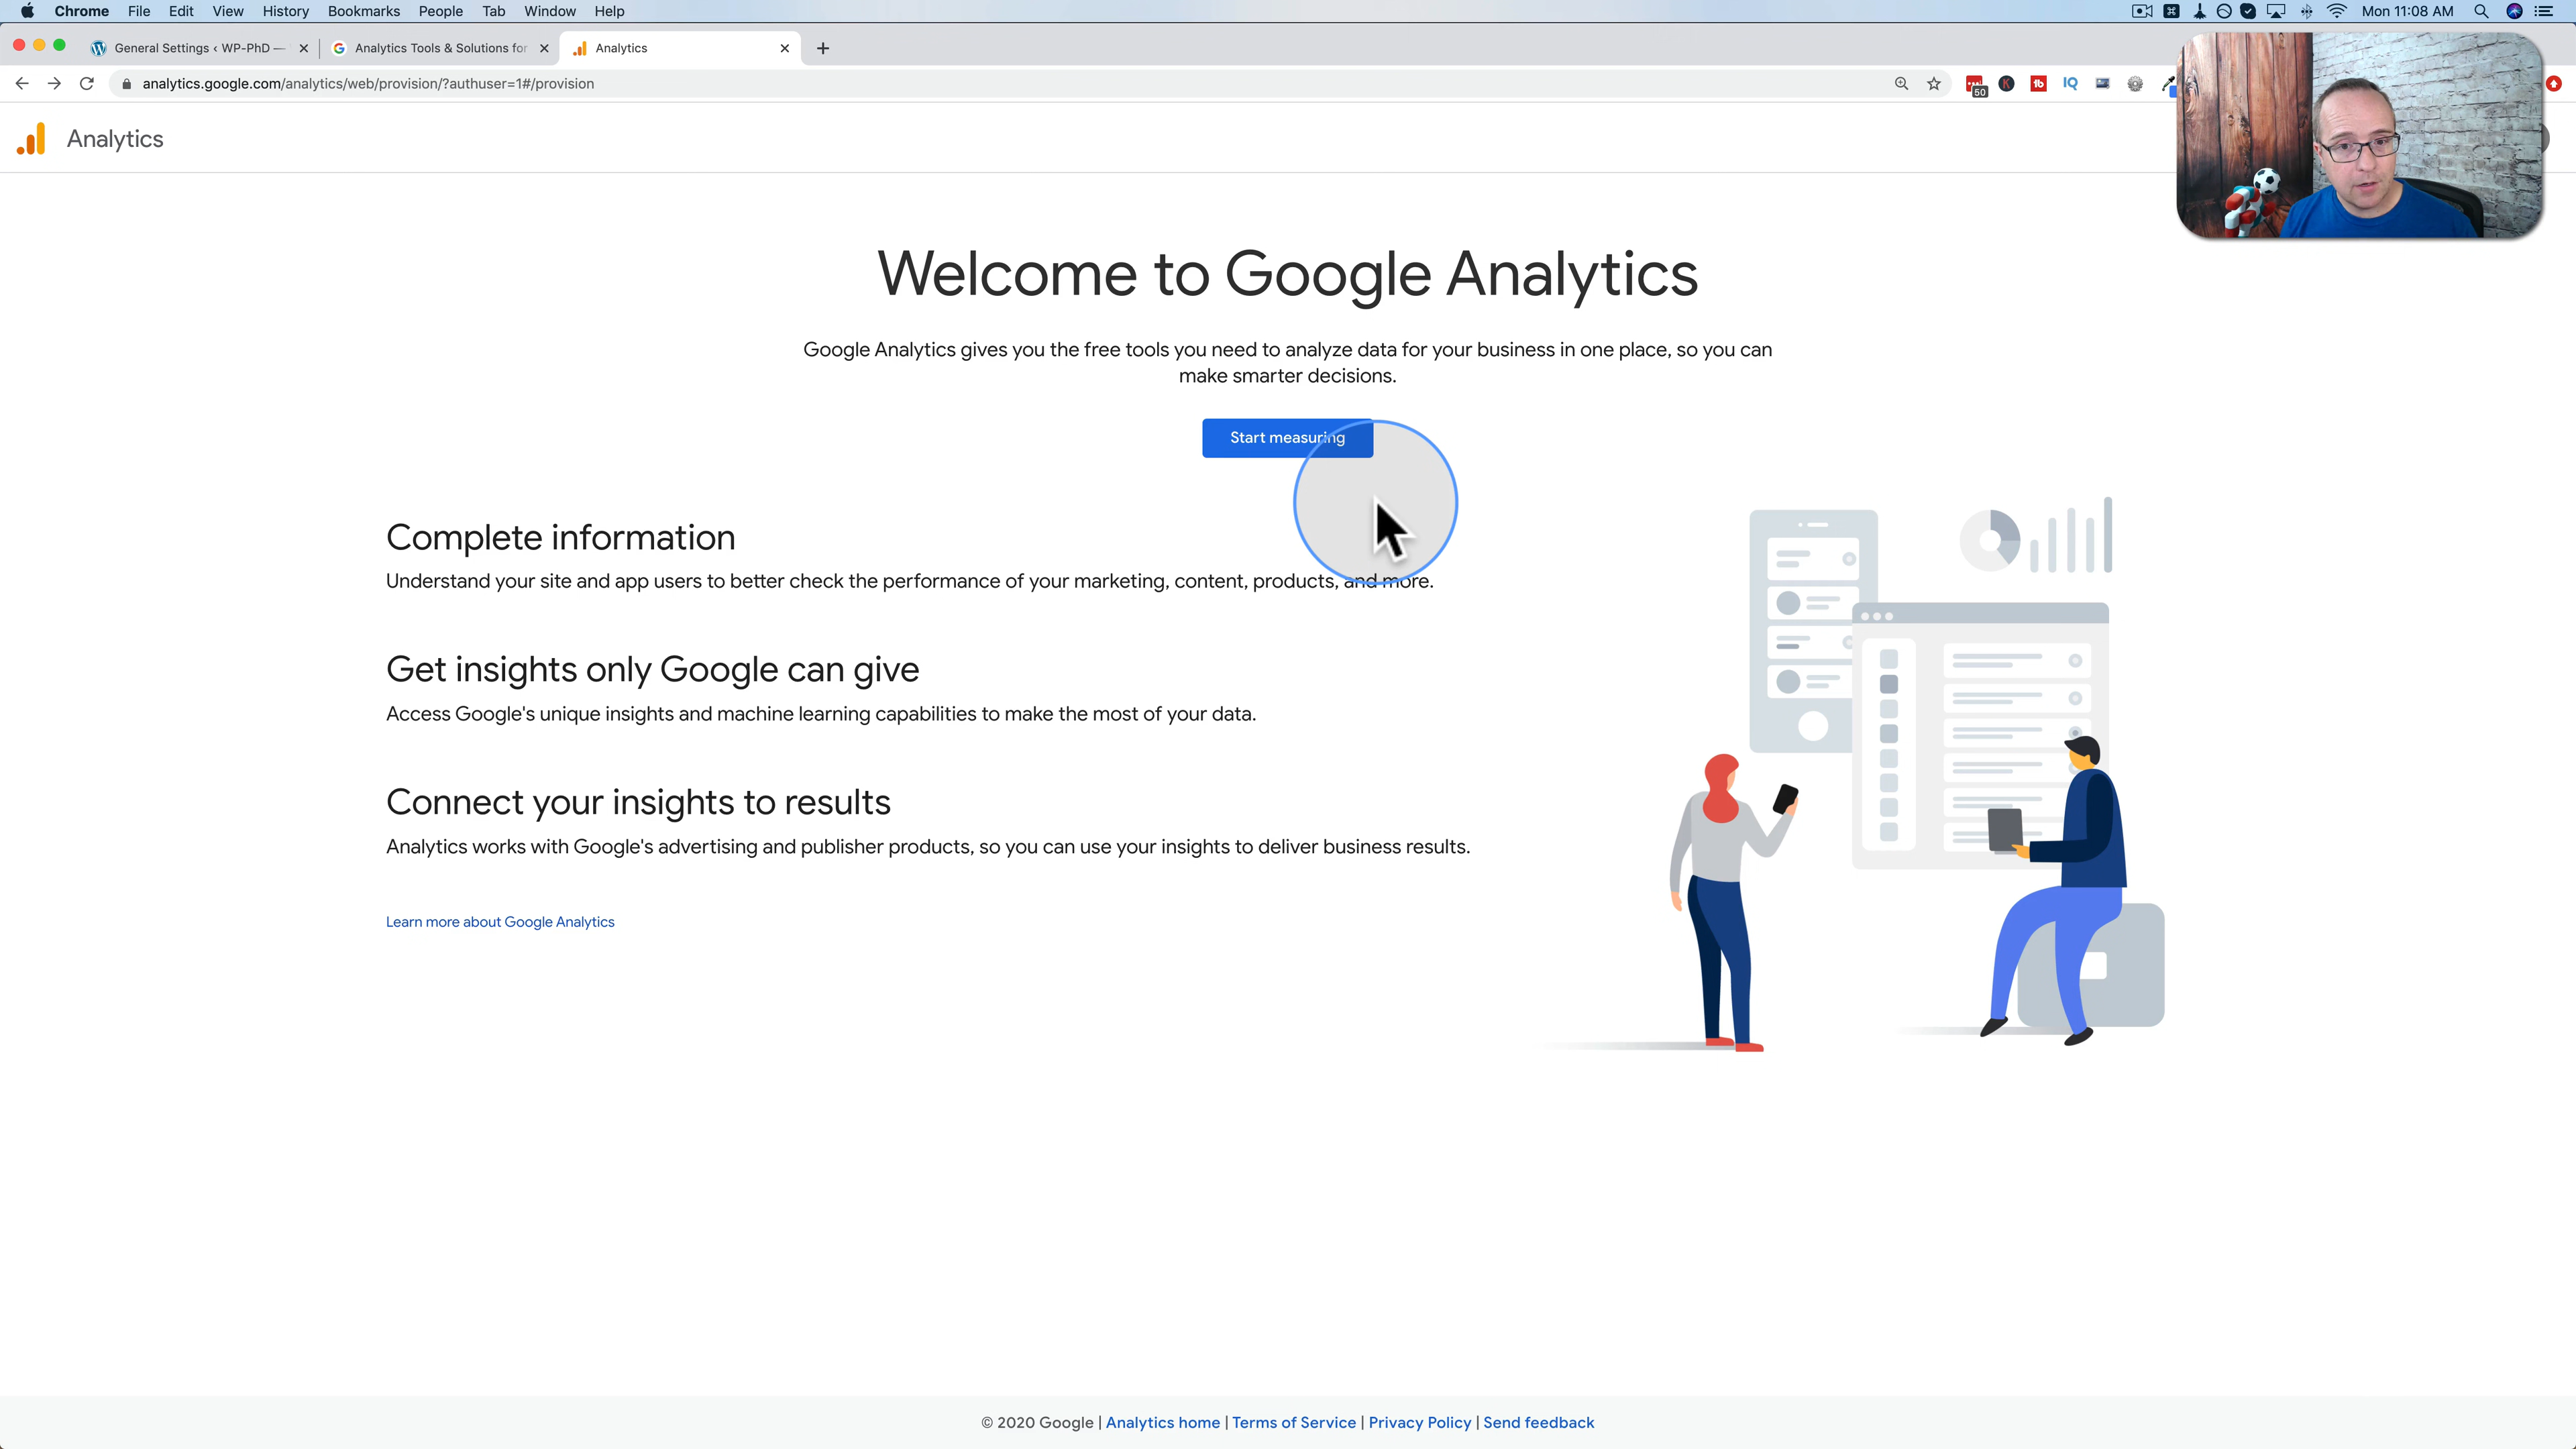 Chrome File Edit View History Bookmarks People Tab Window Help Mon 11:08 AM
General Settings ‹ WP-PhD — Analytics Tools & Solutions for Analytics
analytics.google.com/analytics/web/provision/?authuser=1#/provision
50 K tb IQ
Analytics
Welcome to Google Analytics
Google Analytics gives you the free tools you need to analyze data for your business in one place, so you can
make smarter decisions.
Start measuring
Complete information
Understand your site and app users to better check the performance of your marketing, content, products, and more.
Get insights only Google can give
Access Google's unique insights and machine learning capabilities to make the most of your data.
Connect your insights to results
Analytics works with Google's advertising and publisher products, so you can use your insights to deliver business results.
Learn more about Google Analytics
© 2020 Google | Analytics home | Terms of Service | Privacy Policy | Send feedback